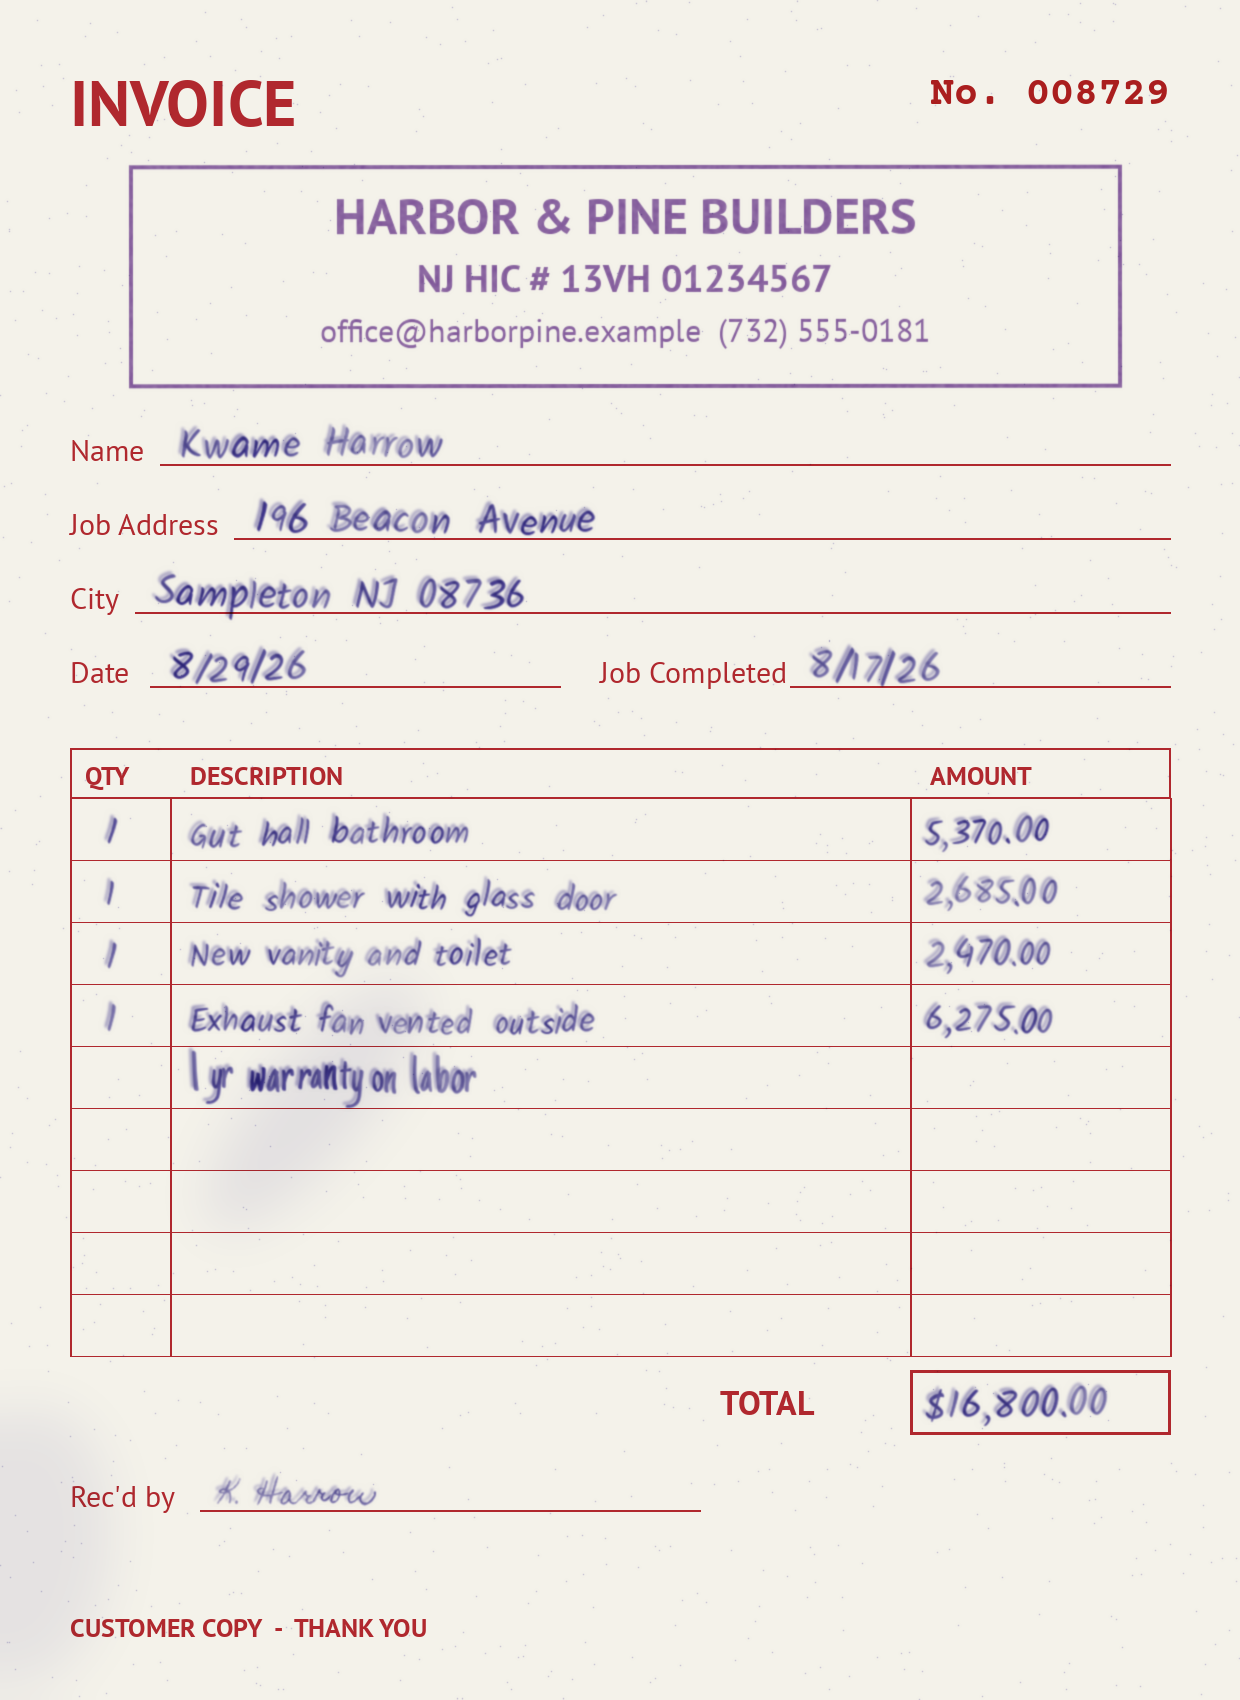 INVOICE
No. 008729
HARBOR & PINE BUILDERS
NJ HIC # 13VH 01234567
office@harborpine.example (732) 555-0181
Name Kwame Harrow
Job Address 196 Beacon Avenue
City Sampleton NJ 08736
Date 8/29/26 Job Completed 8/17/26
QTY DESCRIPTION AMOUNT
1 Gut hall bathroom 5,370.00
1 Tile shower with glass door 2,685.00
1 New vanity and toilet 2,470.00
1 Exhaust fan vented outside 6,275.00
1 yr warranty on labor
TOTAL $16,800.00
Rec'd by K. Harrow
CUSTOMER COPY - THANK YOU